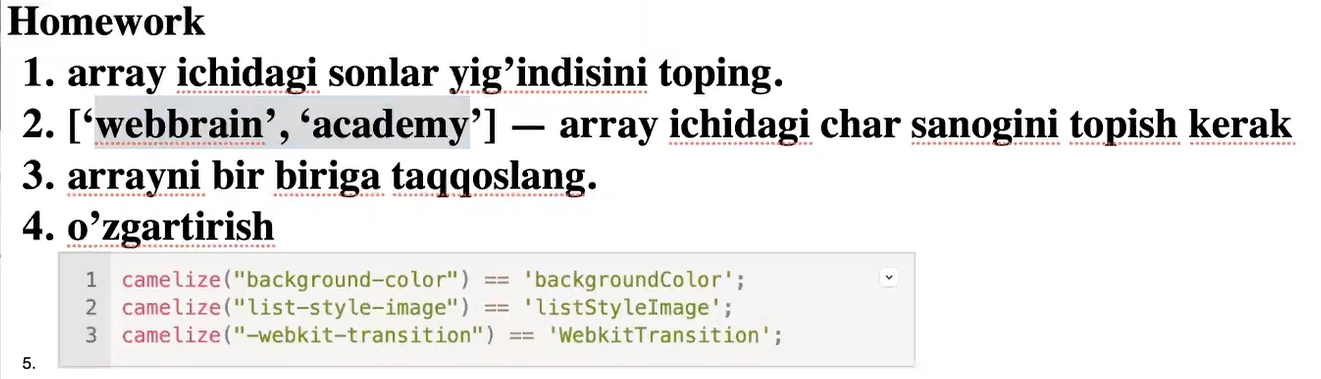 Homework
1. array ichidagi sonlar yig’indisini toping.
2. [‘webbrain’, ‘academy’] — array ichidagi char sanogini topish kerak
3. arrayni bir biriga taqqoslang.
4. o’zgartirish
1 camelize("background-color") == 'backgroundColor';
2 camelize("list-style-image") == 'listStyleImage';
3 camelize("-webkit-transition") == 'WebkitTransition';
5.